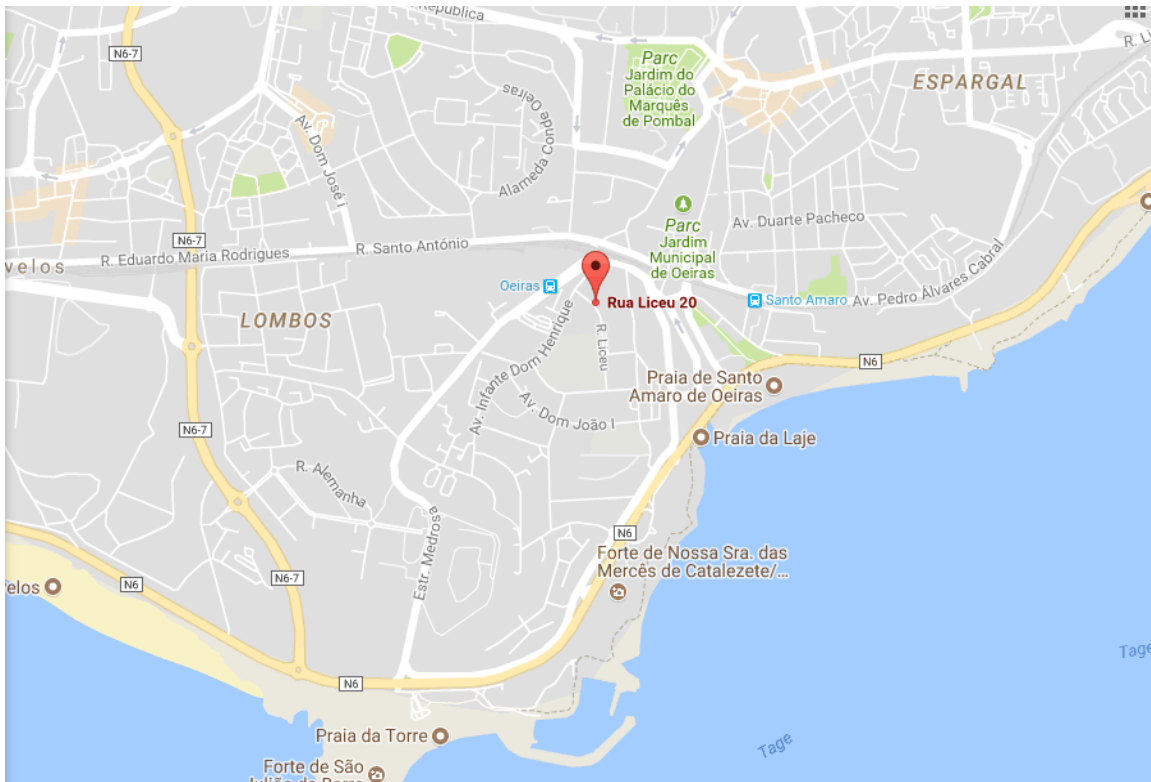 República
N6-7
Parc
Jardim do
Palácio do
Marquês
de Pombal
ESPARGAL
Av. Dom José I
Alameda Conde Oeiras
Parc
Jardim
Municipal
de Oeiras
Av. Duarte Pacheco
N6-7
R. Eduardo Maria Rodrigues
R. Santo António
Av. Pedro Álvares Cabral
Oeiras
Rua Liceu 20
Santo Amaro
LOMBOS
Av. Infante Dom Henrique
R. Liceu
N6
Praia de Santo
Amaro de Oeiras
Av. Dom João I
N6-7
Praia da Laje
R. Alemanha
Estr. Medrosa
N6
Forte de Nossa Sra. das
Mercês de Catalezete/...
N6
N6-7
N6
Praia da Torre
Forte de São
Tage
Tage